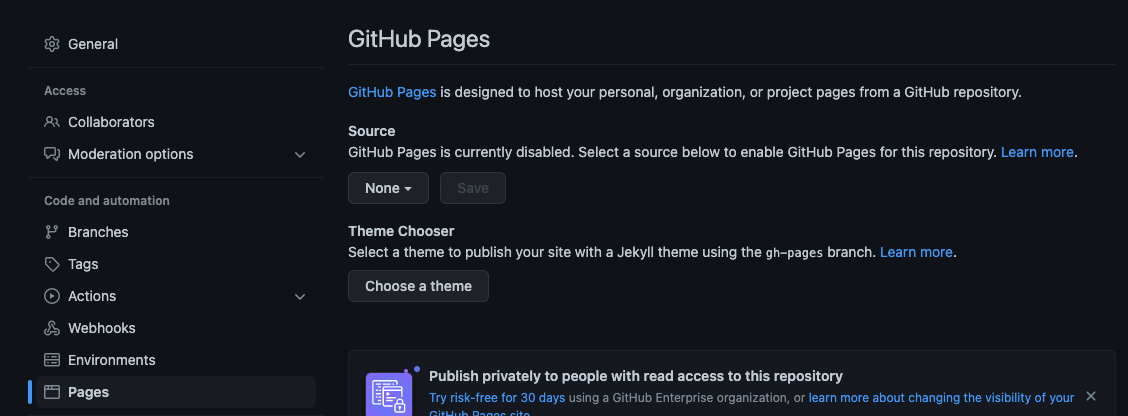 General
Access
Collaborators
Moderation options
Code and automation
Branches
Tags
Actions
Webhooks
Environments
Pages
GitHub Pages
GitHub Pages is designed to host your personal, organization, or project pages from a GitHub repository.
Source
GitHub Pages is currently disabled. Select a source below to enable GitHub Pages for this repository. Learn more.
None
Save
Theme Chooser
Select a theme to publish your site with a Jekyll theme using the gh-pages branch. Learn more.
Choose a theme
Publish privately to people with read access to this repository
Try risk-free for 30 days using a GitHub Enterprise organization, or learn more about changing the visibility of your
GitHub Pages site